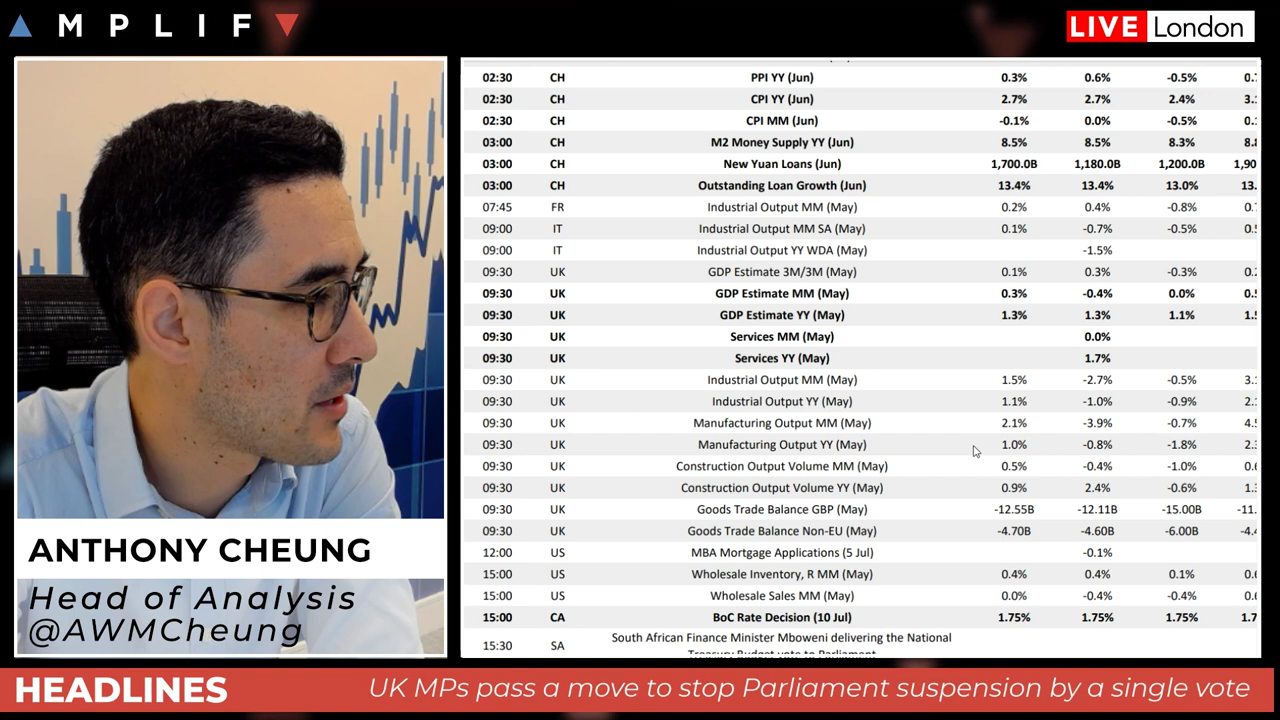 ▲ M P L I F ▼
LIVE London
02:30 CH PPI YY (Jun) 0.3% 0.6% -0.5%
02:30 CH CPI YY (Jun) 2.7% 2.7% 2.4%
02:30 CH CPI MM (Jun) -0.1% 0.0% -0.5%
03:00 CH M2 Money Supply YY (Jun) 8.5% 8.5% 8.3%
03:00 CH New Yuan Loans (Jun) 1,700.0B 1,180.0B 1,200.0B
03:00 CH Outstanding Loan Growth (Jun) 13.4% 13.4% 13.0%
07:45 FR Industrial Output MM (May) 0.2% 0.4% -0.8%
09:00 IT Industrial Output MM SA (May) 0.1% -0.7% -0.5%
09:00 IT Industrial Output YY WDA (May) -1.5%
09:30 UK GDP Estimate 3M/3M (May) 0.1% 0.3% -0.3%
09:30 UK GDP Estimate MM (May) 0.3% -0.4% 0.0%
09:30 UK GDP Estimate YY (May) 1.3% 1.3% 1.1%
09:30 UK Services MM (May) 0.0%
09:30 UK Services YY (May) 1.7%
09:30 UK Industrial Output MM (May) 1.5% -2.7% -0.5%
09:30 UK Industrial Output YY (May) 1.1% -1.0% -0.9%
09:30 UK Manufacturing Output MM (May) 2.1% -3.9% -0.7%
09:30 UK Manufacturing Output YY (May) 1.0% -0.8% -1.8%
09:30 UK Construction Output Volume MM (May) 0.5% -0.4% -1.0%
09:30 UK Construction Output Volume YY (May) 0.9% 2.4% -0.6%
09:30 UK Goods Trade Balance GBP (May) -12.55B -12.11B -15.00B
09:30 UK Goods Trade Balance Non-EU (May) -4.70B -4.60B -6.00B
12:00 US MBA Mortgage Applications (5 Jul) -0.1%
15:00 US Wholesale Inventory, R MM (May) 0.4% 0.4% 0.1%
15:00 US Wholesale Sales MM (May) 0.0% -0.4% -0.4%
15:00 CA BoC Rate Decision (10 Jul) 1.75% 1.75% 1.75%
15:30 SA South African Finance Minister Mboweni delivering the National
Treasury Budget vote to Parliament
ANTHONY CHEUNG
Head of Analysis
@AWMCheung
HEADLINES UK MPs pass a move to stop Parliament suspension by a single vote